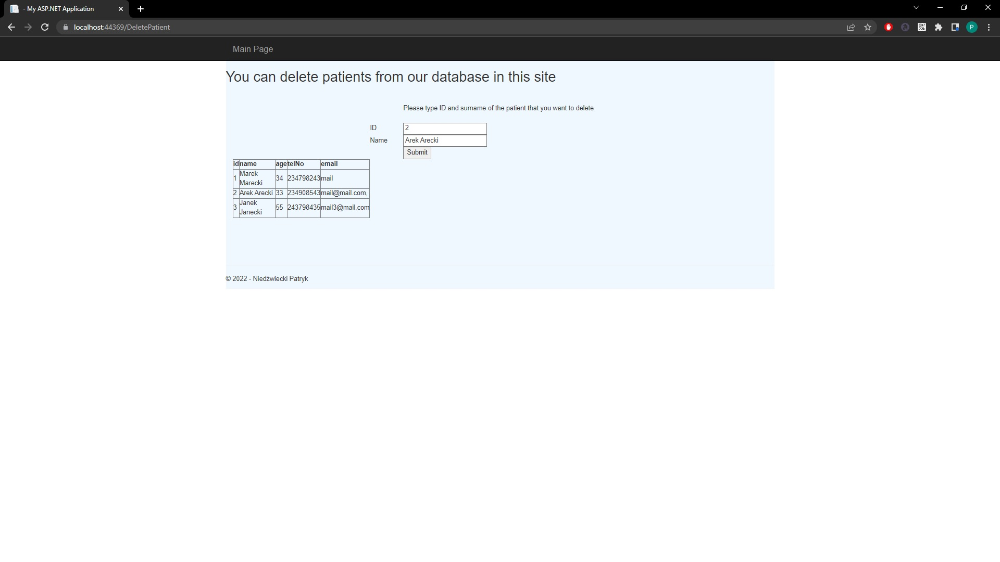 - My ASP.NET Application
localhost:44369/DeletePatient
P
Main Page
You can delete patients from our database in this site
Please type ID and surname of the patient that you want to delete
ID 2
Name Arek Arecki
Submit
id name age telNo email
1 Marek Marecki 34 234798243 mail
2 Arek Arecki 33 234908543 mail@mail.com,
3 Janek Janecki 55 243798435 mail3@mail.com
© 2022 - Niedźwiecki Patryk